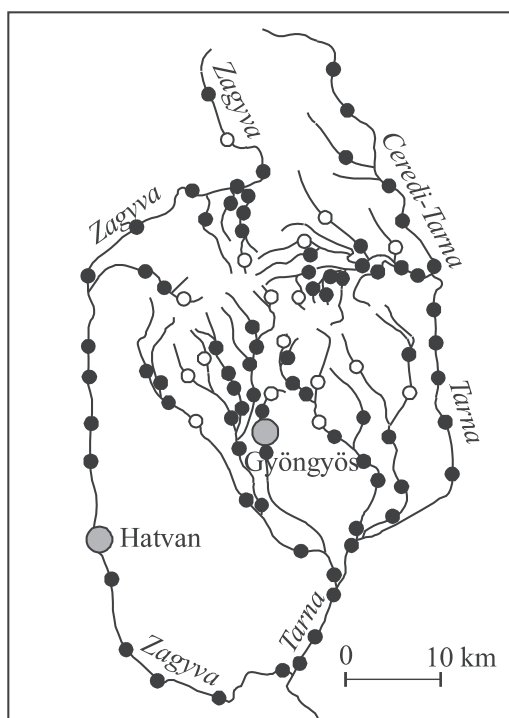 Zagyva
Ceredi-Tarna
Zagyva
Tarna
Gyöngyös
Hatvan
Tarna
Zagyva
0 10 km